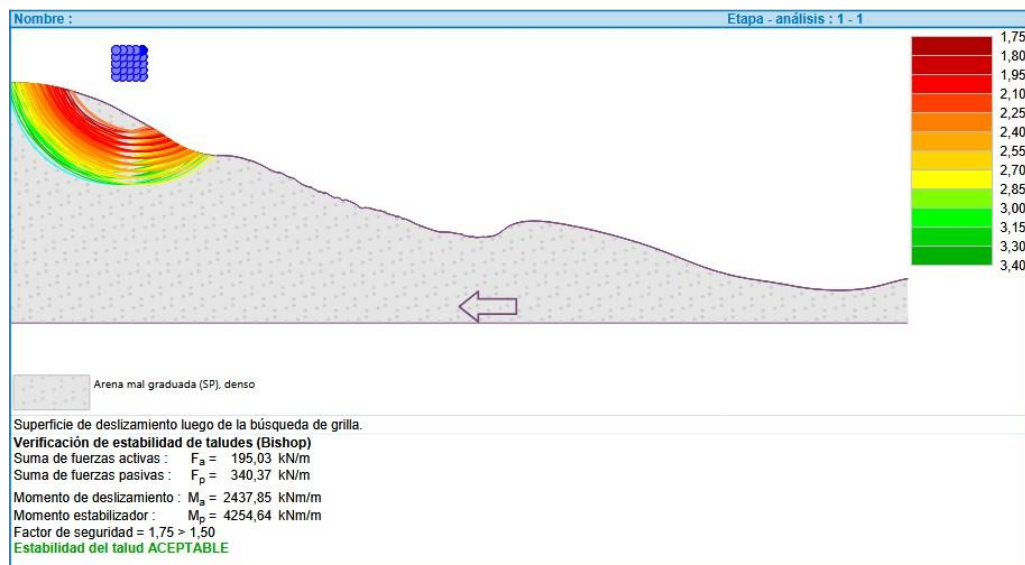 Nombre :
Etapa - análisis : 1 - 1
1,75
1,80
1,95
2,10
2,25
2,40
2,55
2,70
2,85
3,00
3,15
3,30
3,40
Arena mal graduada (SP), denso
Superficie de deslizamiento luego de la búsqueda de grilla.
Verificación de estabilidad de taludes (Bishop)
Suma de fuerzas activas : Fa = 195,03 kN/m
Suma de fuerzas pasivas : Fp = 340,37 kN/m
Momento de deslizamiento : Ma = 2437,85 kNm/m
Momento estabilizador : Mp = 4254,64 kNm/m
Factor de seguridad = 1,75 > 1,50
Estabilidad del talud ACEPTABLE